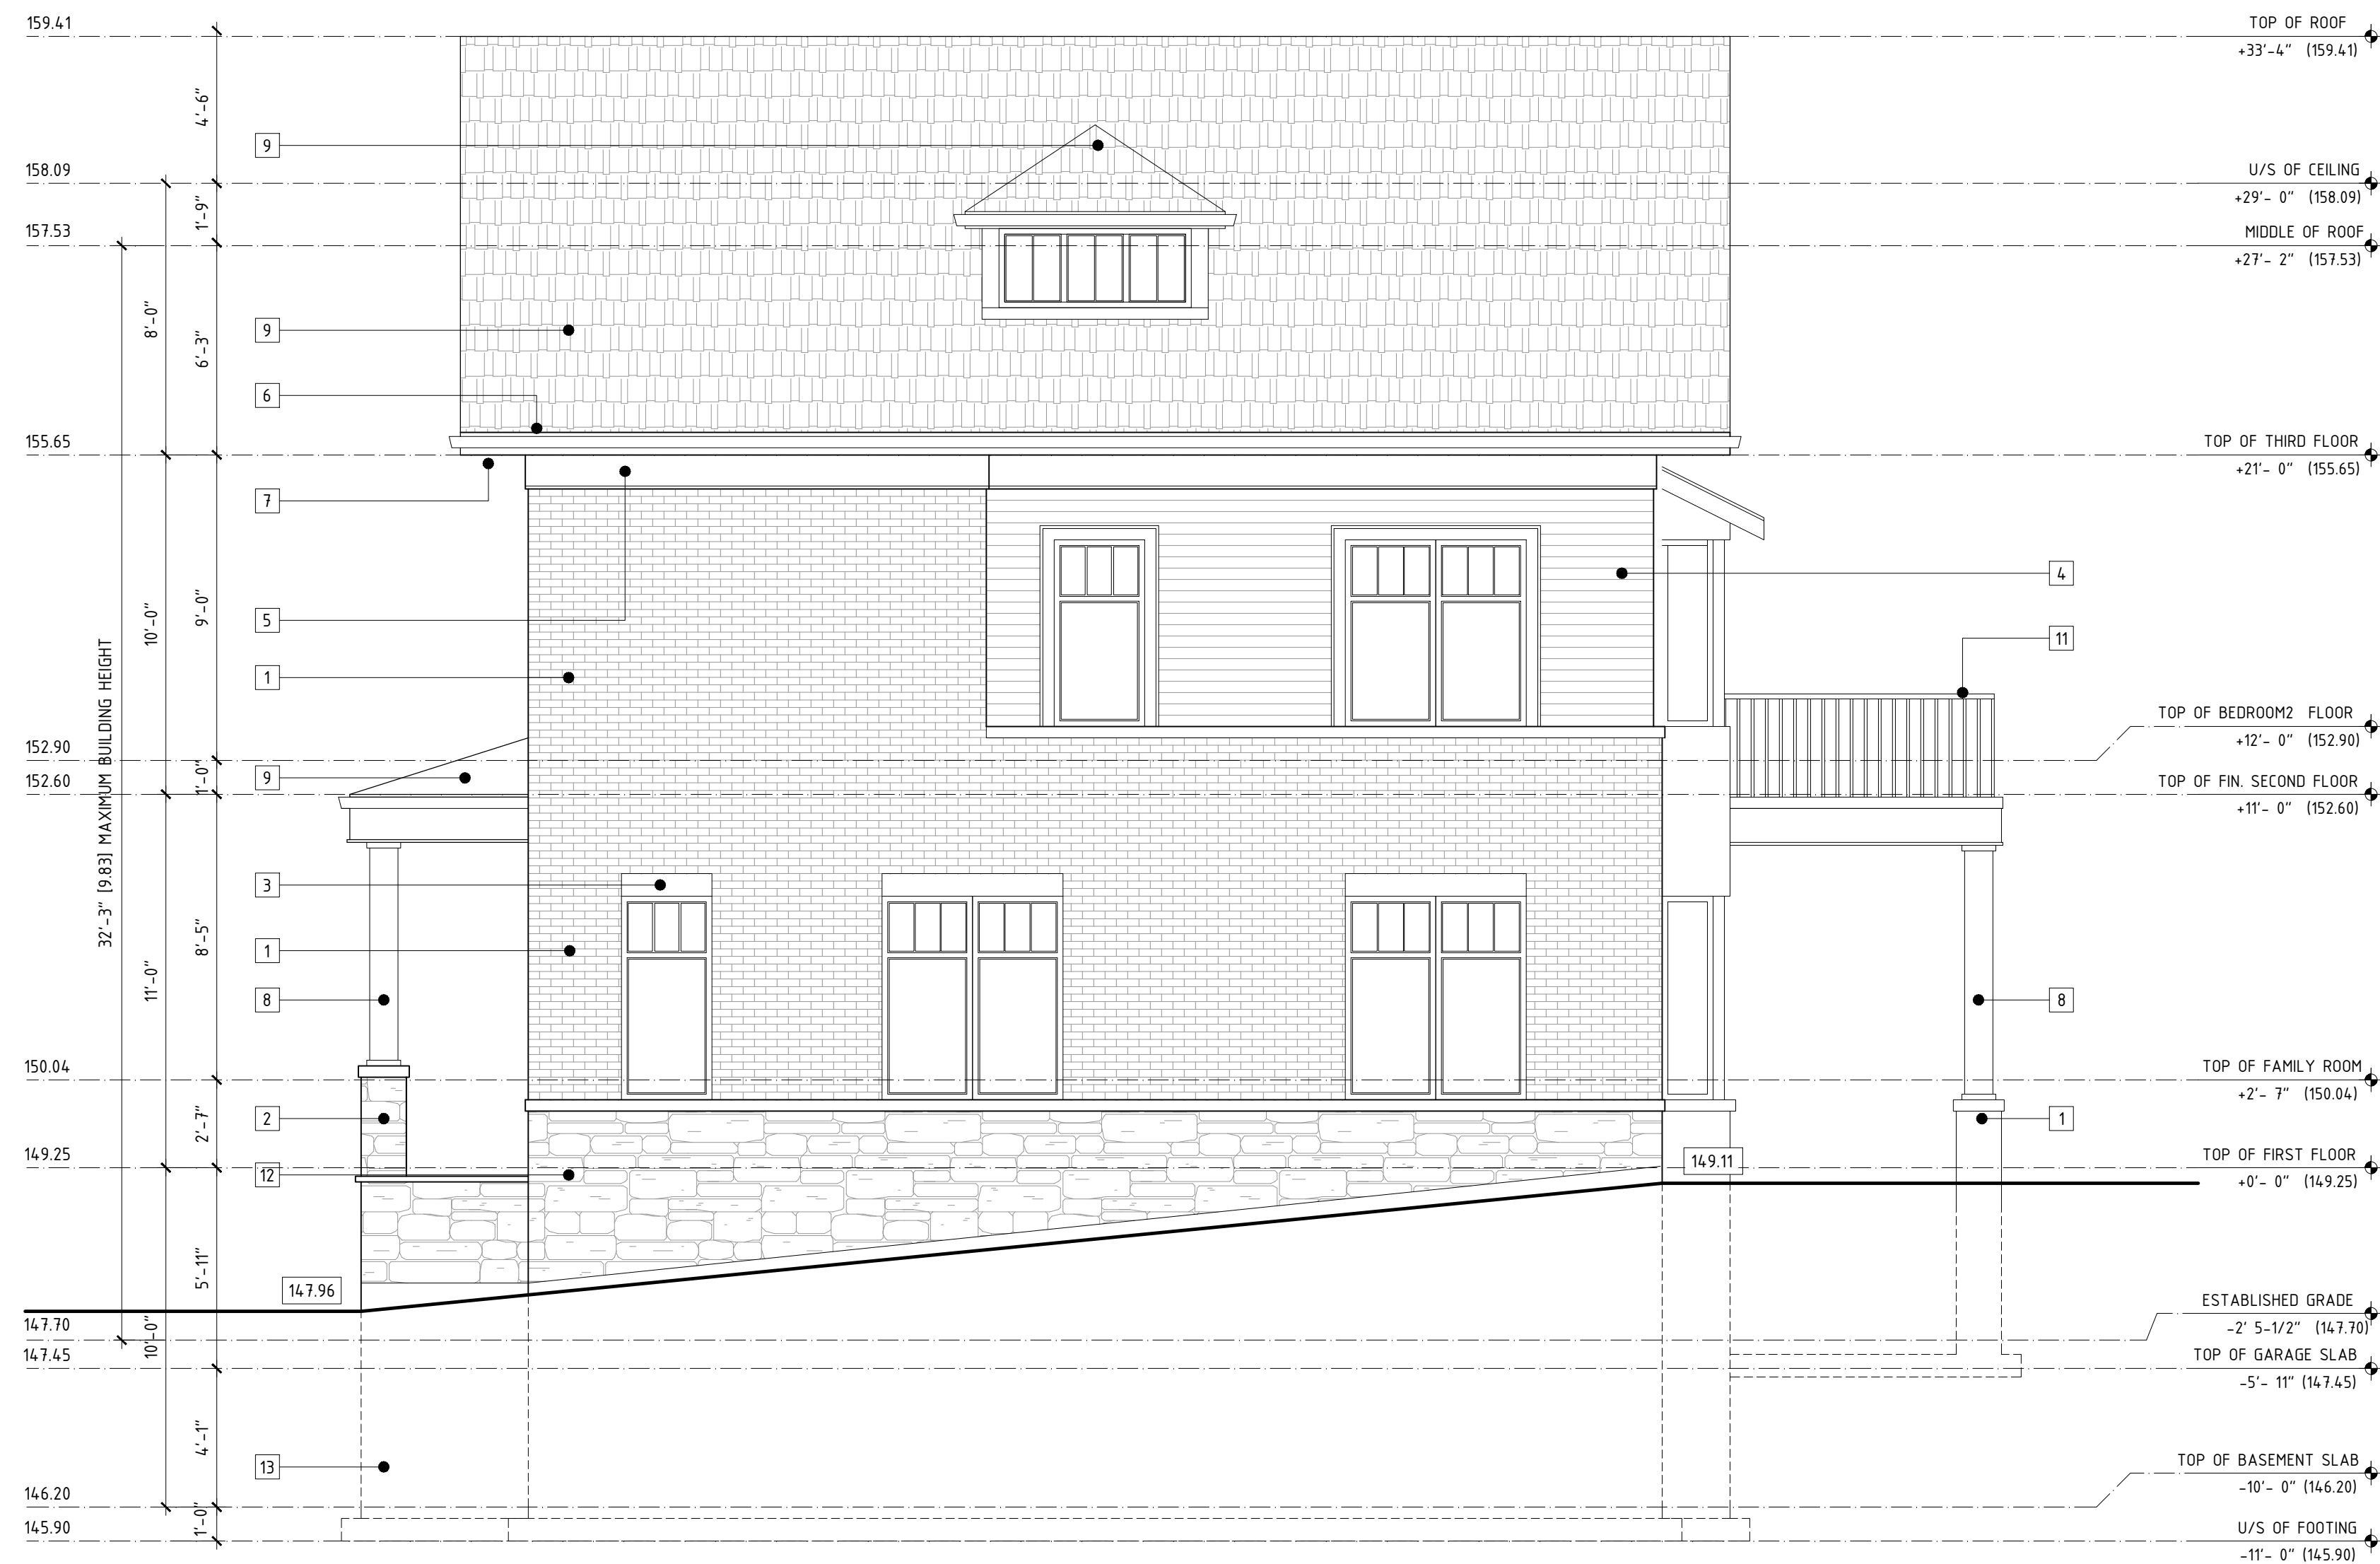 159.41
TOP OF ROOF
+33'-4" (159.41)
4'-6"
9
158.09
U/S OF CEILING
+29'- 0" (158.09)
1'-9"
157.53
MIDDLE OF ROOF
+27'- 2" (157.53)
8'-0"
6'-3"
9
6
155.65
TOP OF THIRD FLOOR
+21'- 0" (155.65)
7
4
10'-0"
9'-0"
5
11
1
32'-3" [9.83] MAXIMUM BUILDING HEIGHT
TOP OF BEDROOM2 FLOOR
+12'- 0" (152.90)
152.90
1'-0"
9
152.60
TOP OF FIN. SECOND FLOOR
+11'- 0" (152.60)
3
1
8'-5"
11'-0"
8
8
150.04
TOP OF FAMILY ROOM
+2'- 7" (150.04)
2'-7"
2
1
149.25
149.11
TOP OF FIRST FLOOR
+0'- 0" (149.25)
12
5'-11"
147.96
ESTABLISHED GRADE
-2' 5-1/2" (147.70)
147.70
10'-0"
147.45
TOP OF GARAGE SLAB
-5'- 11" (147.45)
4'-1"
13
TOP OF BASEMENT SLAB
-10'- 0" (146.20)
146.20
1'-0"
145.90
U/S OF FOOTING
-11'- 0" (145.90)